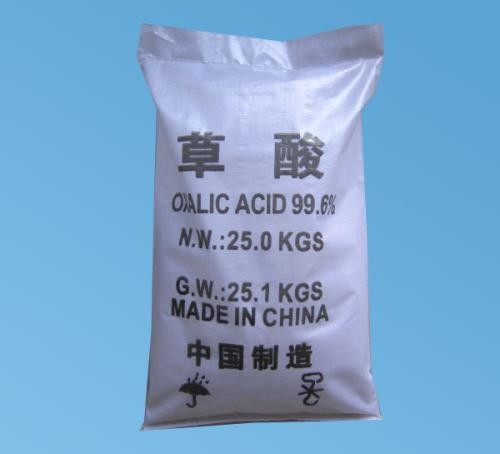 草 酸
OXALIC ACID 99.6%
N.W.:25.0 KGS
G.W.:25.1 KGS
MADE IN CHINA
中国制造